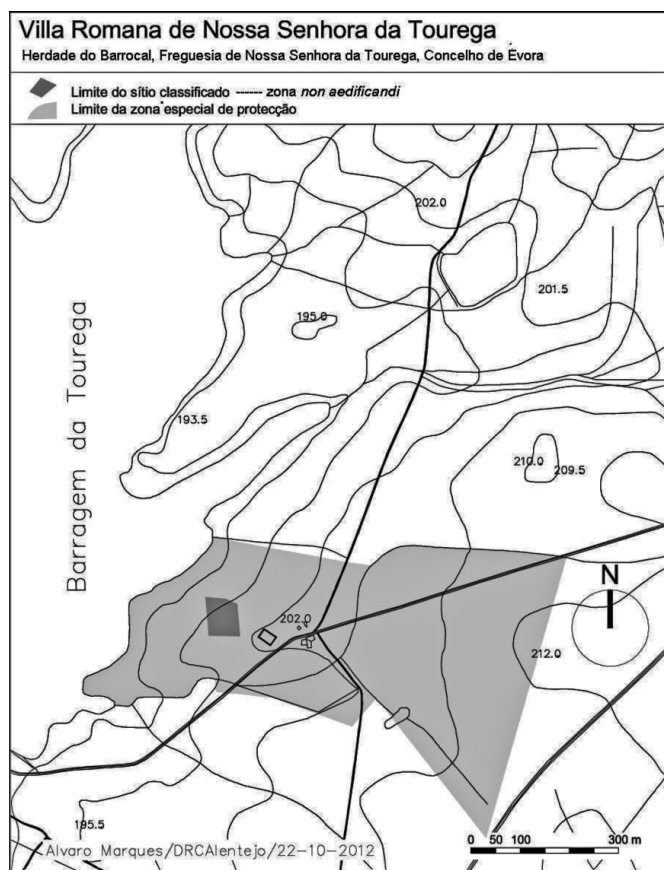 Villa Romana de Nossa Senhora da Tourega
Herdade do Barrocal, Freguesia de Nossa Senhora da Tourega, Concelho de Évora
Limite do sítio classificado ------ zona non aedificandi
Limite da zona especial de protecção
202.0
201.5
195.0
Barragem da Tourega
193.5
210.0
209.5
N
202.0
212.0
195.5
0 50 100 300 m
Alvaro Marques/DRCAlentejo/22-10-2012